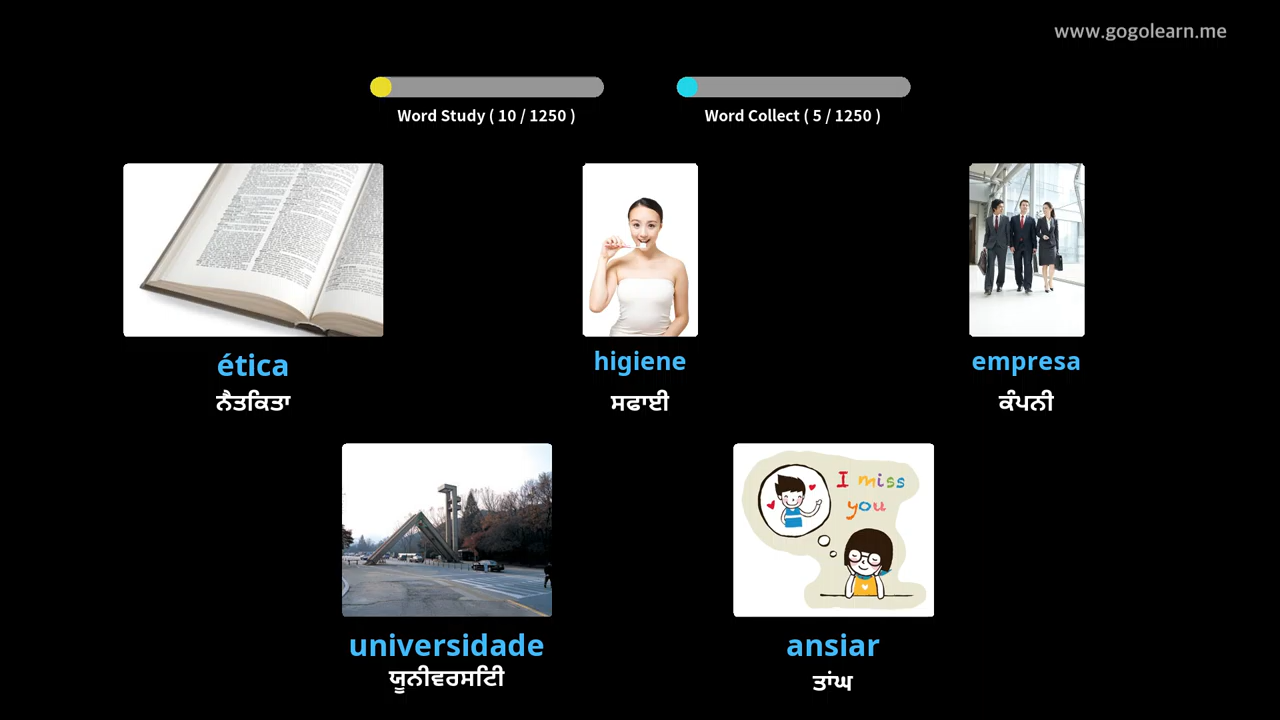 www.gogolearn.me
Word Study ( 10 / 1250 )
Word Collect ( 5 / 1250 )
ética
ਨੈਤਕਿਤਾ
higiene
ਸਫਾਈ
empresa
ਕੰਪਨੀ
I miss
you
universidade
ਯੂਨੀਵਰਸਿਟੀ
ansiar
ਤਾਂਘ